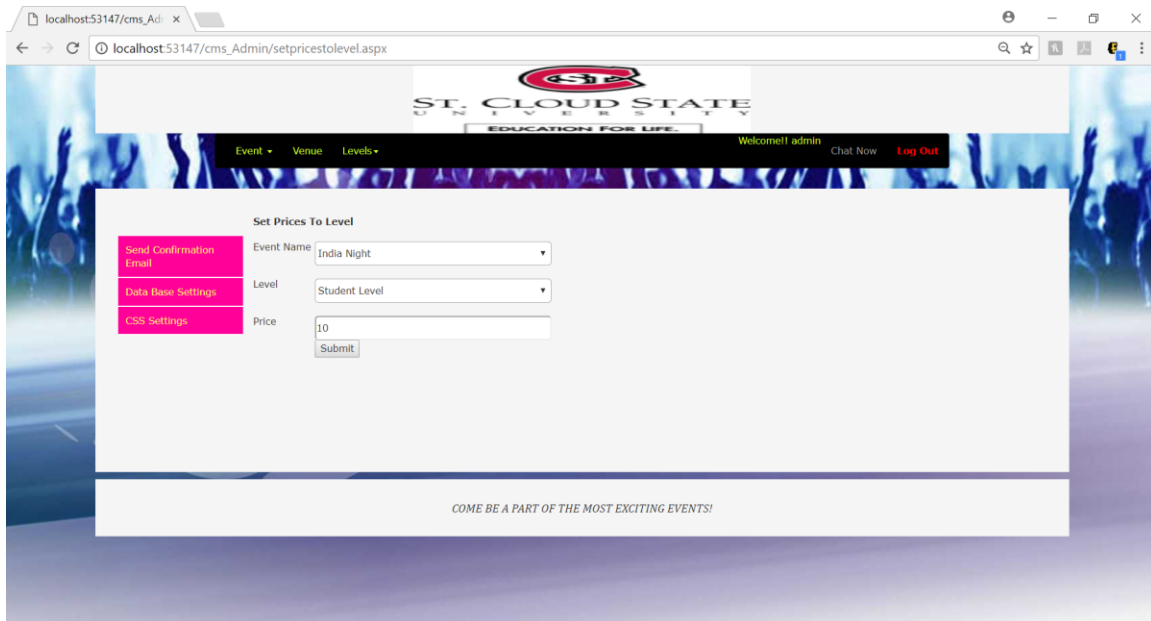 localhost:53147/cms_Ad
localhost:53147/cms_Admin/setpricestolevel.aspx
ST. CLOUD STATE
UNIVERSITY
EDUCATION FOR LIFE.
Event Venue Levels Welcome!! admin Chat Now Log Out
Set Prices To Level
Send Confirmation
Email
Data Base Settings
CSS Settings
Event Name India Night
Level Student Level
Price 10
Submit
COME BE A PART OF THE MOST EXCITING EVENTS!